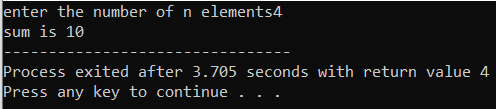 enter the number of n elements4
sum is 10
--------------------------------
Process exited after 3.705 seconds with return value 4
Press any key to continue . . .